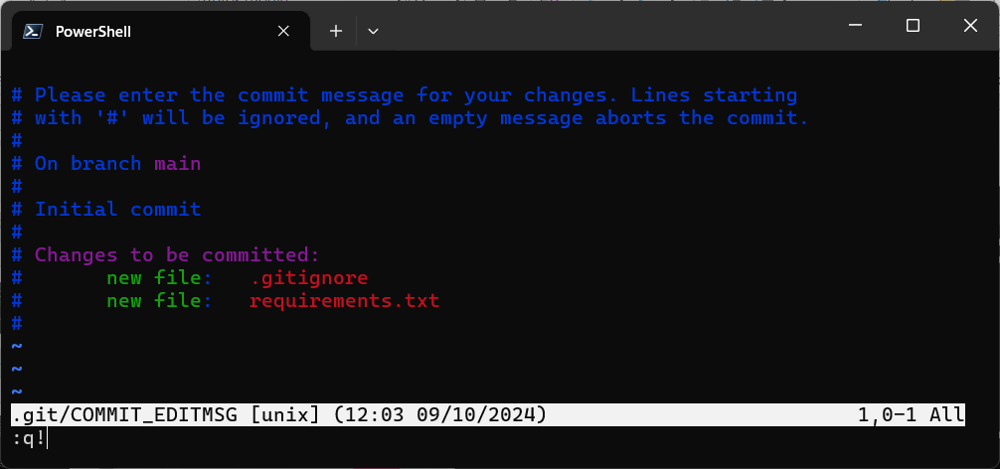 PowerShell
# Please enter the commit message for your changes. Lines starting
# with '#' will be ignored, and an empty message aborts the commit.
#
# On branch main
#
# Initial commit
#
# Changes to be committed:
#       new file:   .gitignore
#       new file:   requirements.txt
#
~
~
~
.git/COMMIT_EDITMSG [unix] (12:03 09/10/2024)                          1,0-1 All
:q!